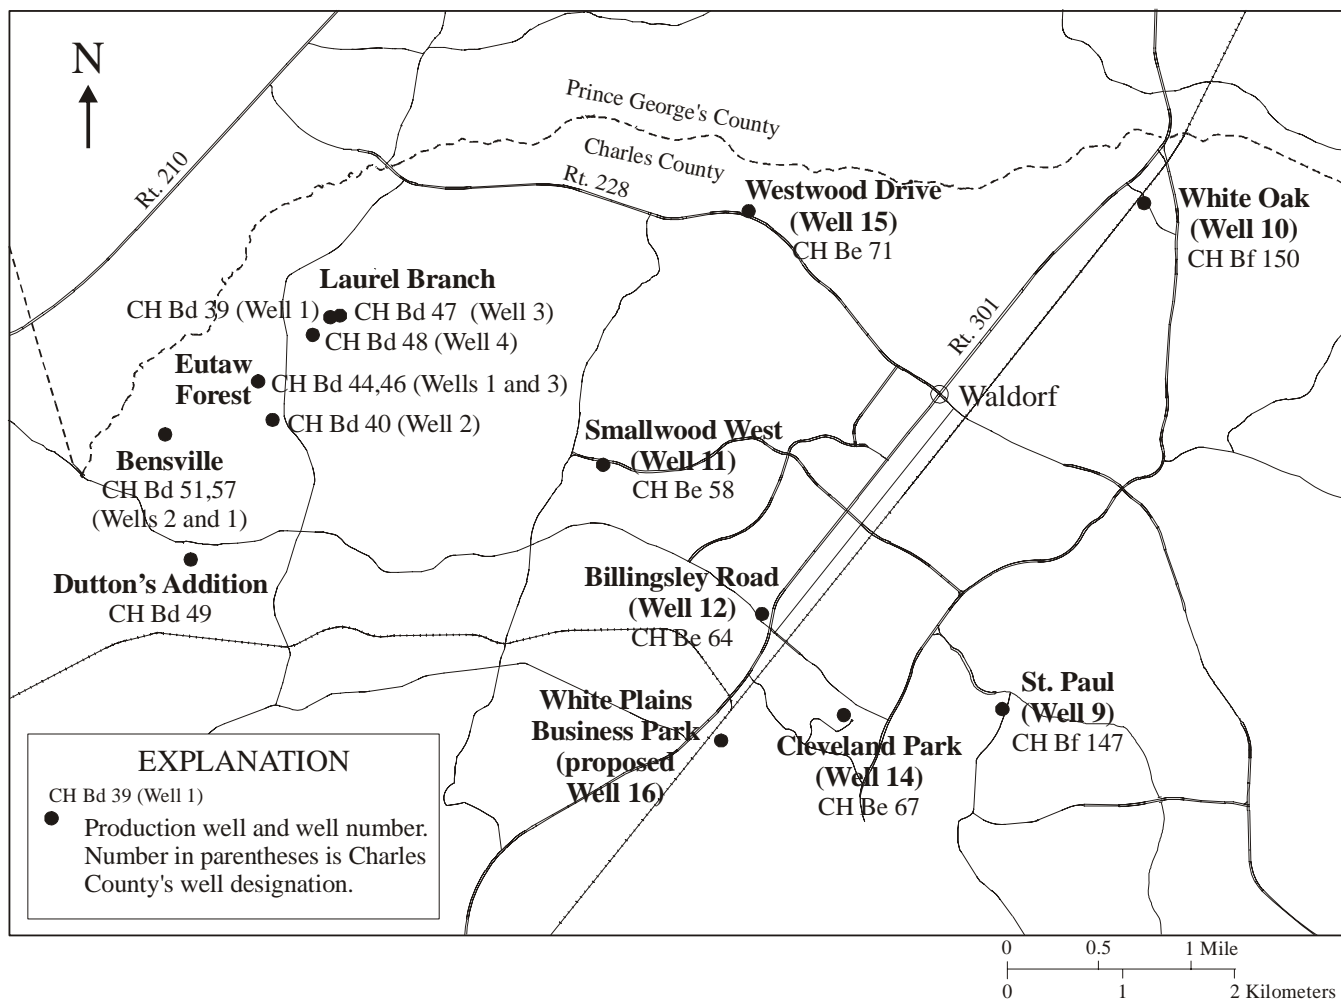 N
Prince George's County
Charles County
Rt. 210
Rt. 228
Westwood Drive
(Well 15)
CH Be 71
White Oak
(Well 10)
CH Bf 150
Laurel Branch
CH Bd 39 (Well 1)
CH Bd 47 (Well 3)
CH Bd 48 (Well 4)
Rt. 301
Eutaw
Forest
CH Bd 44,46 (Wells 1 and 3)
CH Bd 40 (Well 2)
Waldorf
Bensville
CH Bd 51,57
(Wells 2 and 1)
Smallwood West
(Well 11)
CH Be 58
Dutton's Addition
CH Bd 49
Billingsley Road
(Well 12)
CH Be 64
White Plains
Business Park
(proposed
Well 16)
Cleveland Park
(Well 14)
CH Be 67
St. Paul
(Well 9)
CH Bf 147
EXPLANATION
CH Bd 39 (Well 1)
Production well and well number.
Number in parentheses is Charles
County's well designation.
0 0.5 1 Mile
0 1 2 Kilometers